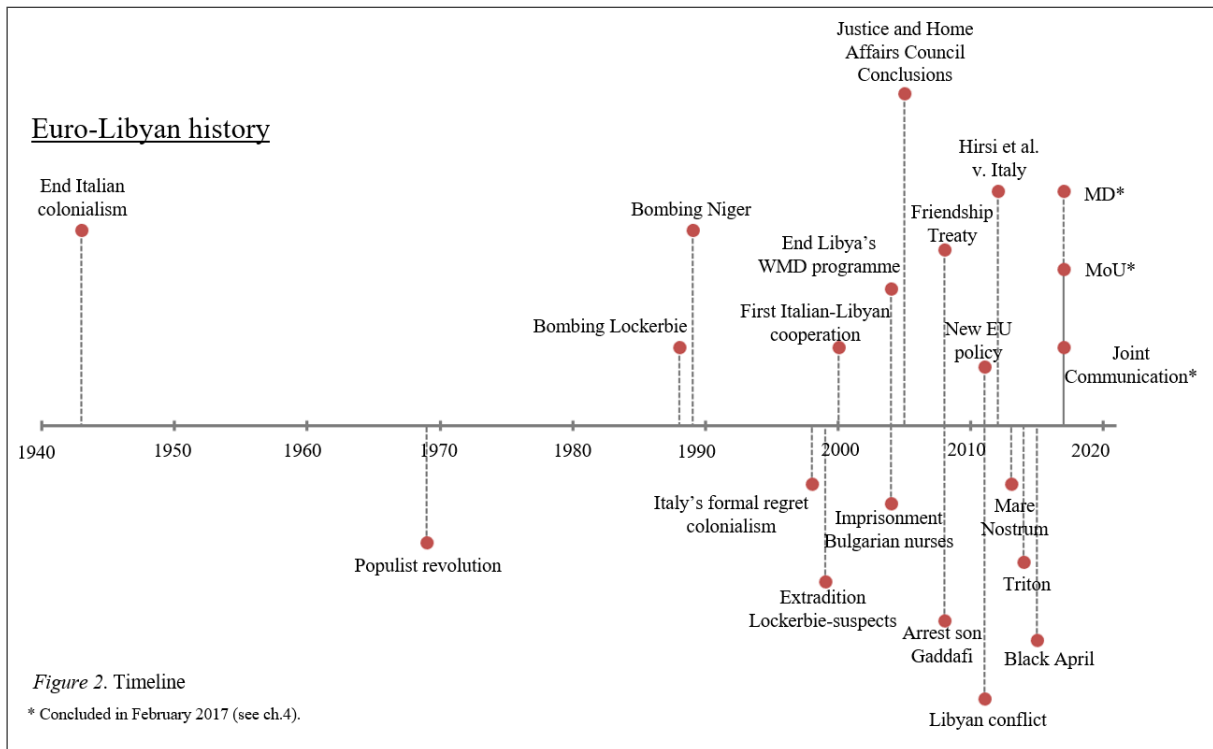 Justice and Home
Affairs Council
Conclusions
Euro-Libyan history
End Italian
colonialism
Bombing Niger
Hirsi et al.
v. Italy
MD*
Friendship
Treaty
End Libya's
WMD programme
MoU*
Bombing Lockerbie
First Italian-Libyan
cooperation
New EU
policy
Joint
Communication*
1940
1950
1960
1970
1980
1990
2000
2010
2020
Italy's formal regret
colonialism
Imprisonment
Bulgarian nurses
Mare
Nostrum
Populist revolution
Extradition
Lockerbie-suspects
Triton
Arrest son
Gaddafi
Black April
Libyan conflict
Figure 2. Timeline
* Concluded in February 2017 (see ch.4).